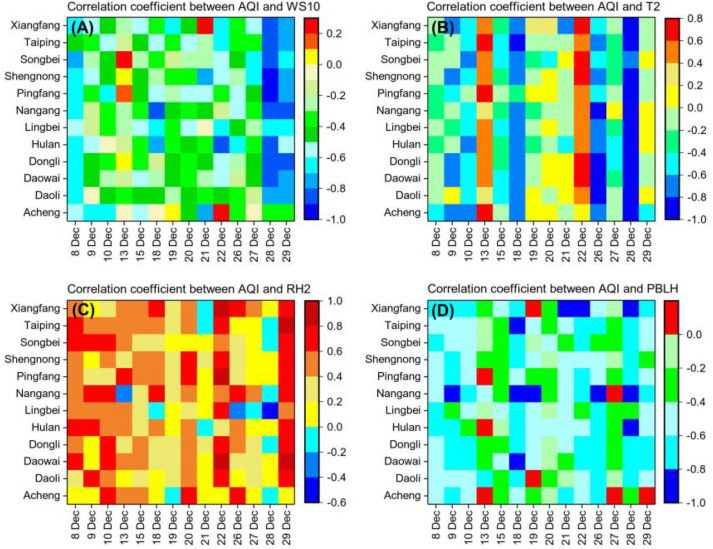 Correlation coefficient between AQI and WS10
(A)
Xiangfang
Taiping
Songbei
Shengnong
Pingfang
Nangang
Lingbei
Hulan
Dongli
Daowai
Daoli
Acheng
8 Dec
9 Dec
10 Dec
13 Dec
15 Dec
18 Dec
19 Dec
20 Dec
21 Dec
22 Dec
26 Dec
27 Dec
28 Dec
29 Dec
0.2
0.0
-0.2
-0.4
-0.6
-0.8
-1.0
Correlation coefficient between AQI and T2
(B)
Xiangfang
Taiping
Songbei
Shengnong
Pingfang
Nangang
Lingbei
Hulan
Dongli
Daowai
Daoli
Acheng
8 Dec
9 Dec
10 Dec
13 Dec
15 Dec
18 Dec
19 Dec
20 Dec
21 Dec
22 Dec
26 Dec
27 Dec
28 Dec
29 Dec
0.8
0.6
0.4
0.2
0.0
-0.2
-0.4
-0.6
-0.8
-1.0
Correlation coefficient between AQI and RH2
(C)
Xiangfang
Taiping
Songbei
Shengnong
Pingfang
Nangang
Lingbei
Hulan
Dongli
Daowai
Daoli
Acheng
8 Dec
9 Dec
10 Dec
13 Dec
15 Dec
18 Dec
19 Dec
20 Dec
21 Dec
22 Dec
26 Dec
27 Dec
28 Dec
29 Dec
1.0
0.8
0.6
0.4
0.2
0.0
-0.2
-0.4
-0.6
Correlation coefficient between AQI and PBLH
(D)
Xiangfang
Taiping
Songbei
Shengnong
Pingfang
Nangang
Lingbei
Hulan
Dongli
Daowai
Daoli
Acheng
8 Dec
9 Dec
10 Dec
13 Dec
15 Dec
18 Dec
19 Dec
20 Dec
21 Dec
22 Dec
26 Dec
27 Dec
28 Dec
29 Dec
0.0
-0.2
-0.4
-0.6
-0.8
-1.0